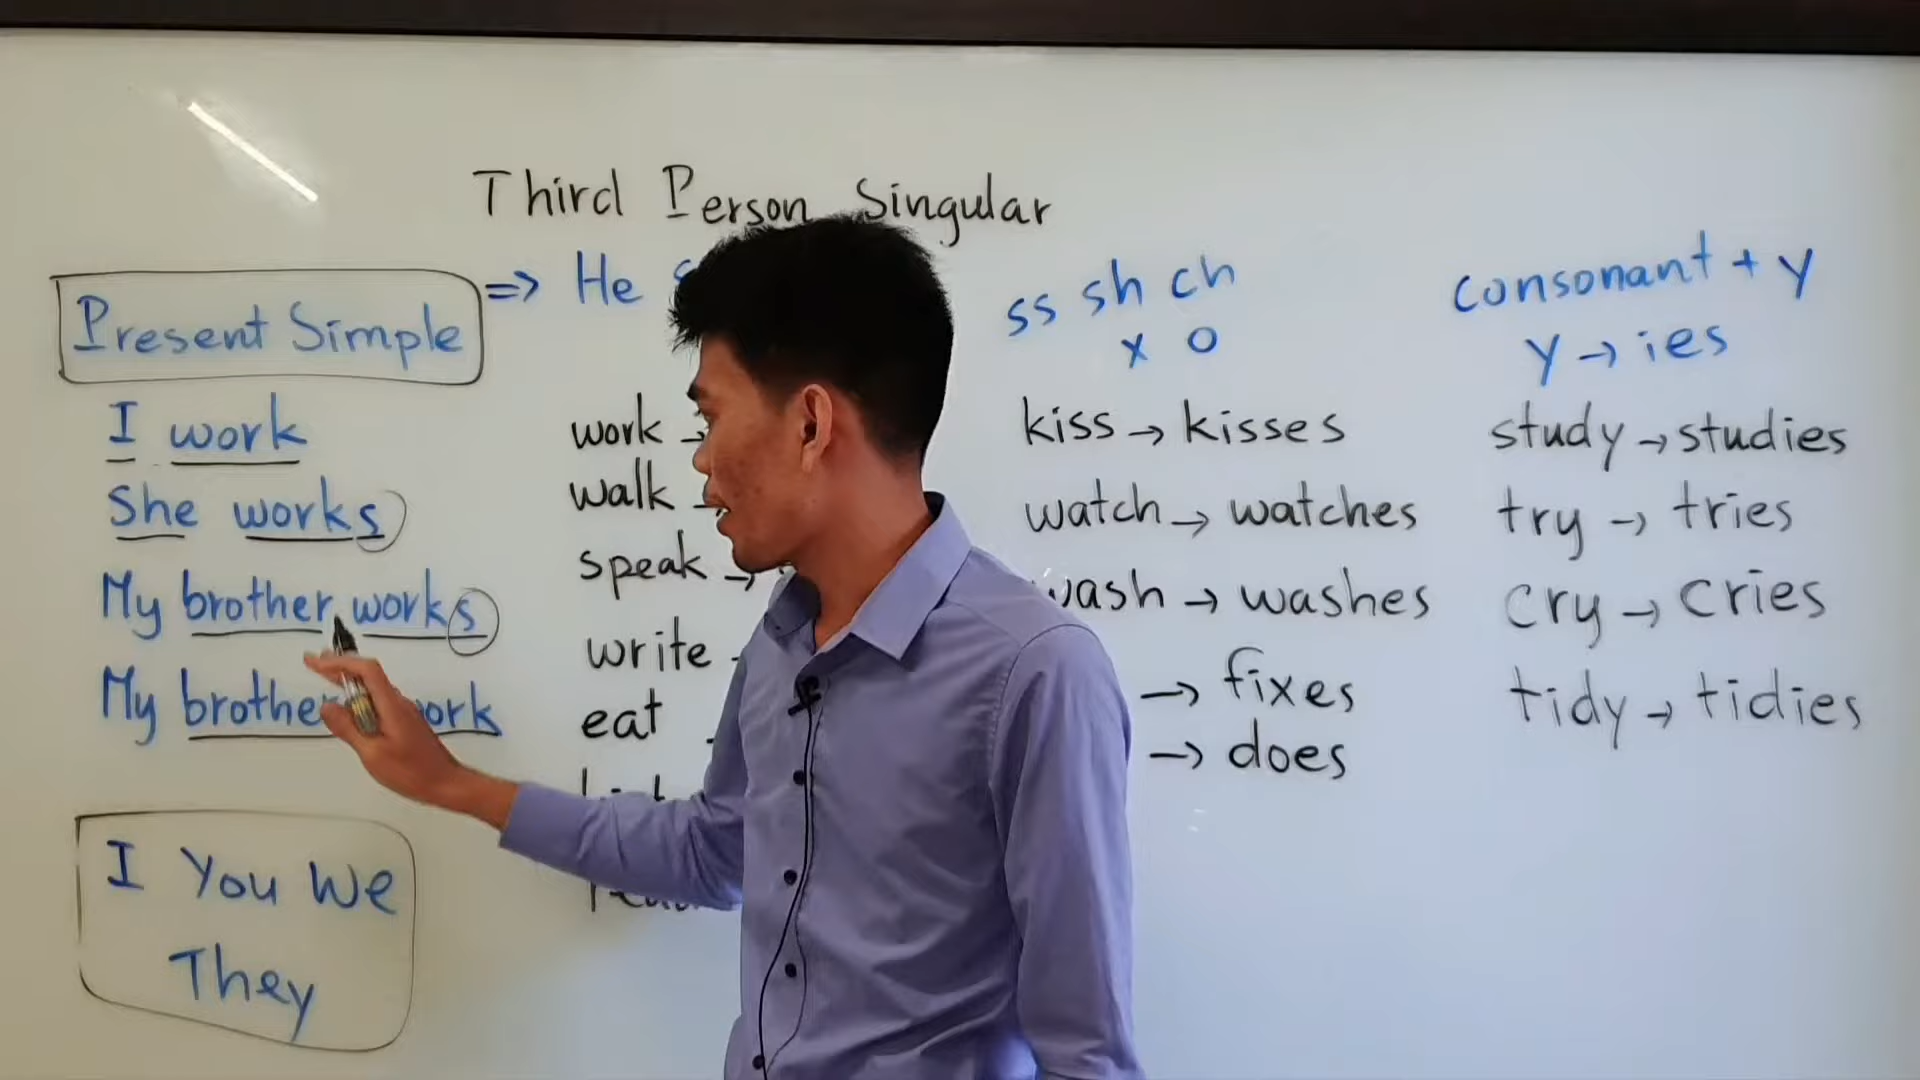 Third Person Singular
Present Simple
I work
She works
My brother works
My brother work
I You We
They
⇒ He
work →
walk
speak →
write
eat
ss sh ch
x o
kiss → kisses
watch → watches
wash → washes
→ fixes
→ does
consonant + y
y → ies
study → studies
try → tries
cry → cries
tidy → tidies